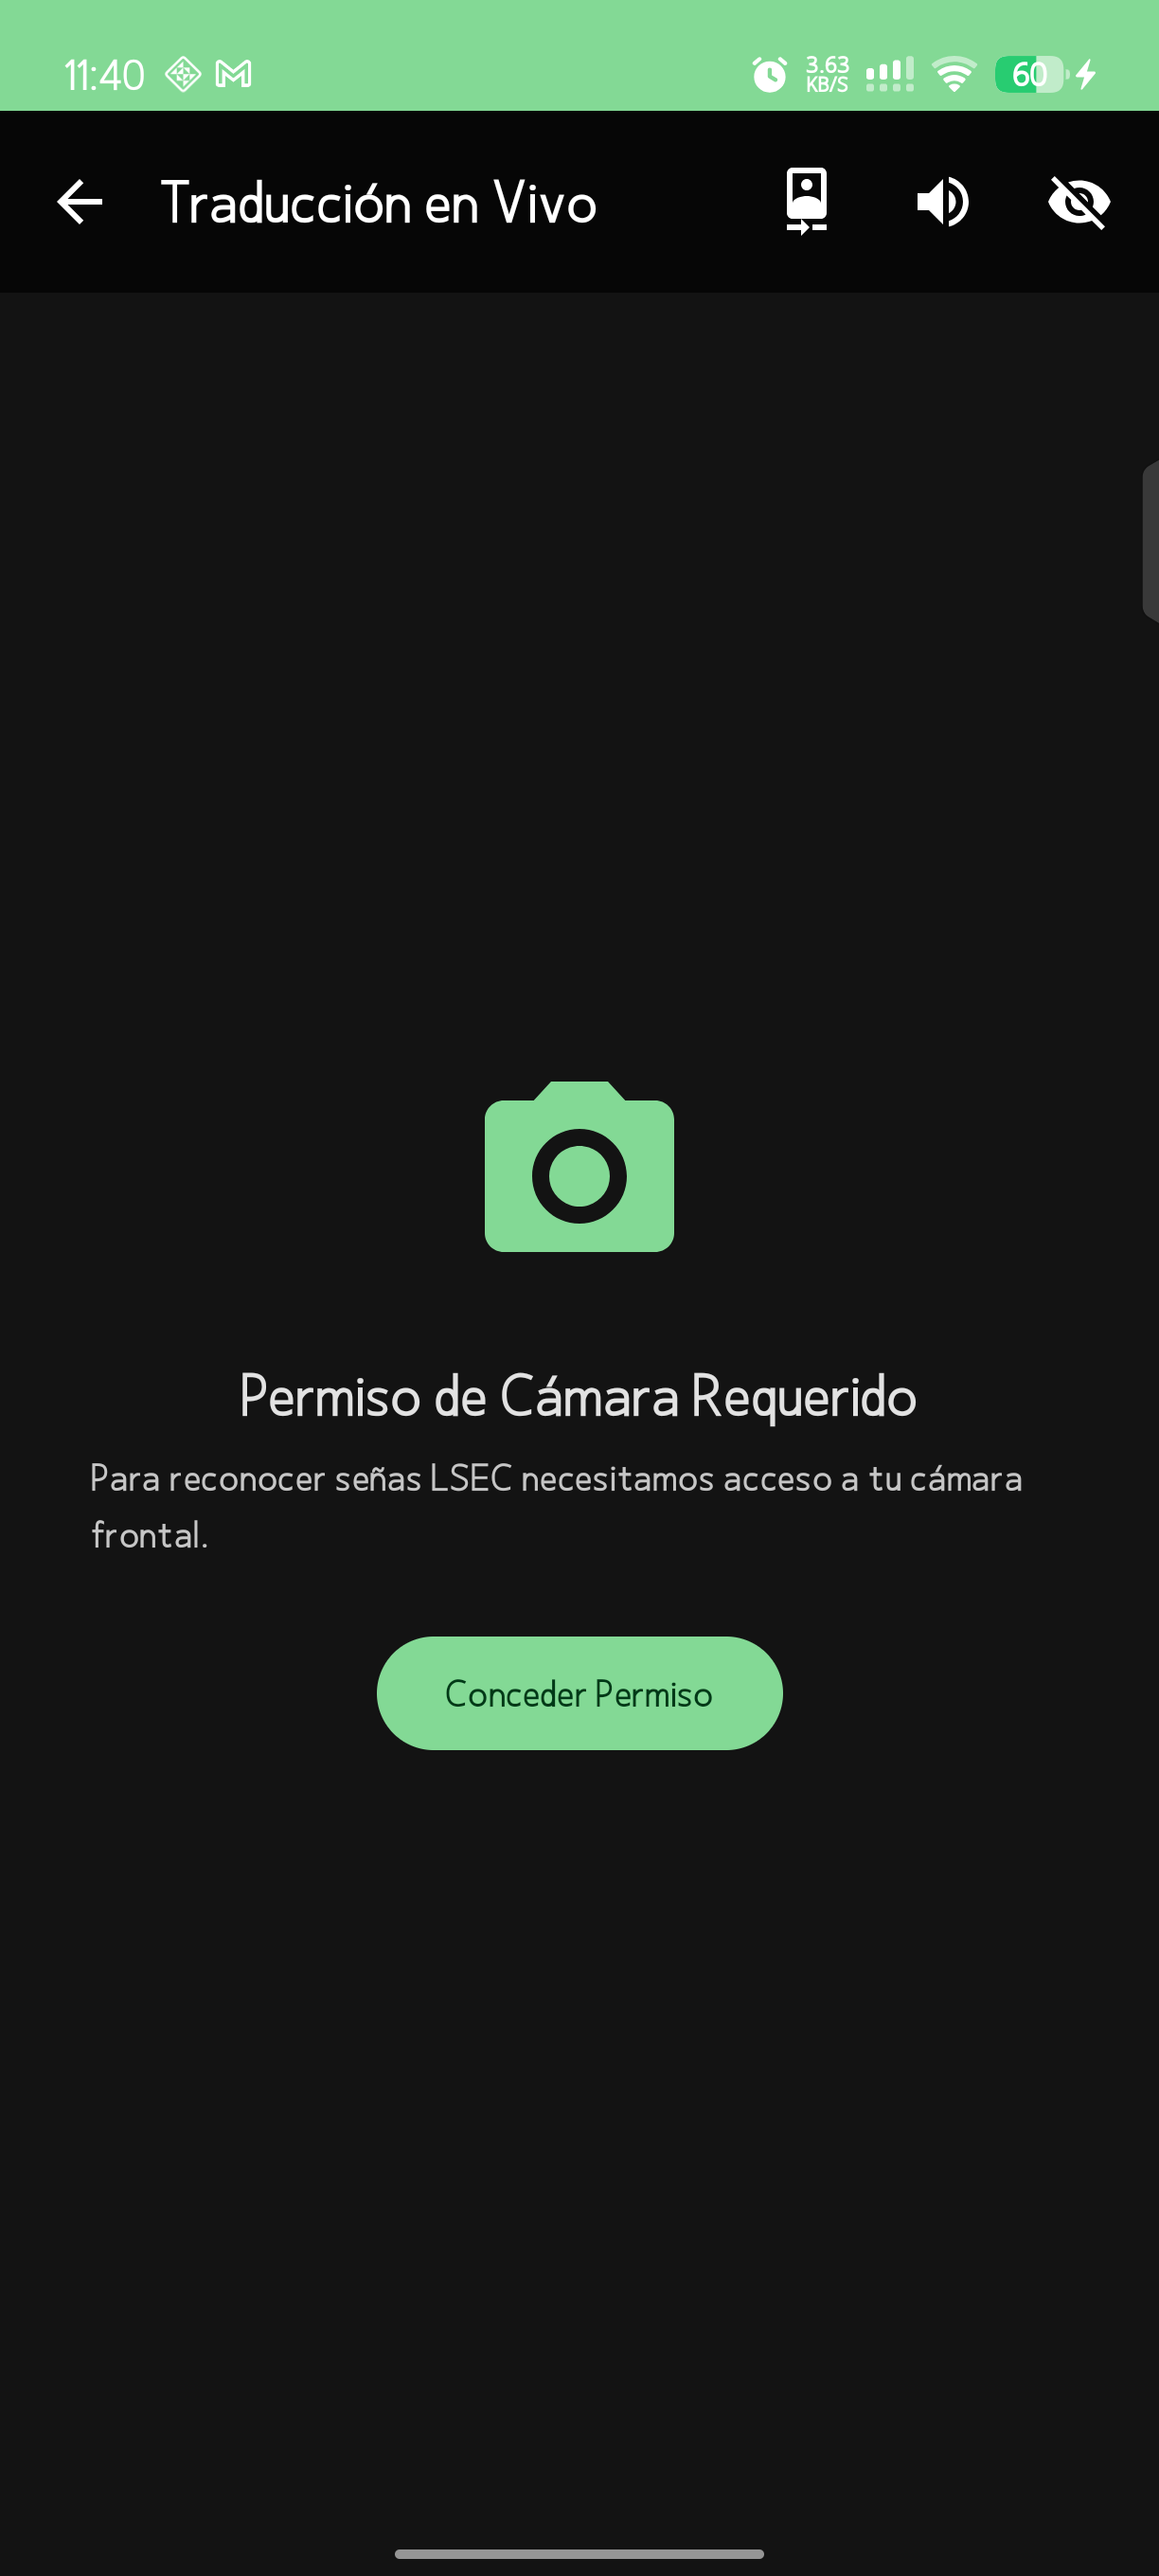 11:40
3.63
KB/S
60
Traducción en Vivo
Permiso de Cámara Requerido
Para reconocer señas LSEC necesitamos acceso a tu cámara
frontal.
Conceder Permiso